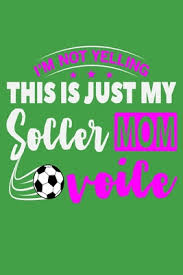 I'M NOT YELLING
THIS IS JUST MY
Soccer MOM
voice